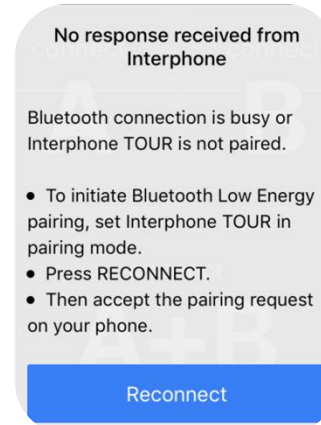 No response received from
Interphone
Bluetooth connection is busy or
Interphone TOUR is not paired.
● To initiate Bluetooth Low Energy
pairing, set Interphone TOUR in
pairing mode.
● Press RECONNECT.
● Then accept the pairing request
on your phone.
A
B
A+B
Reconnect